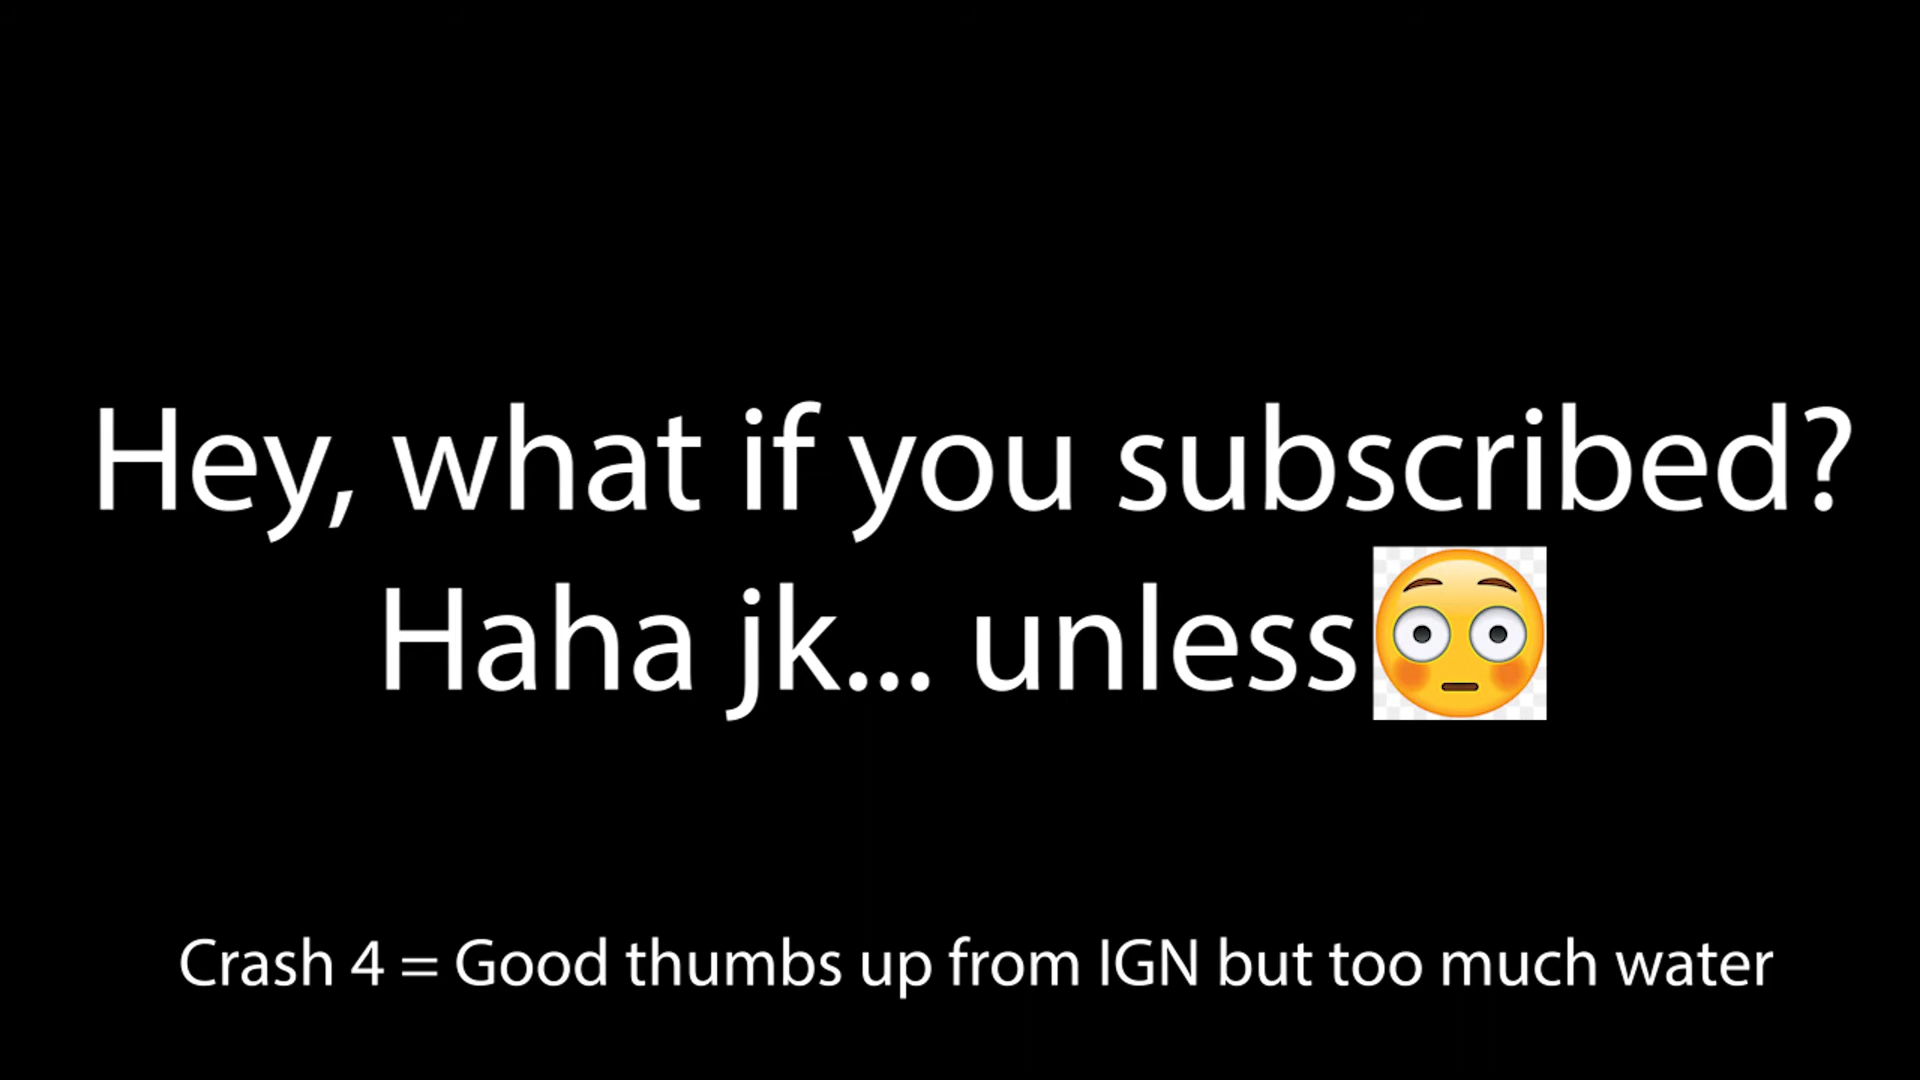 Hey, what if you subscribed?
Haha jk... unless😳
Crash 4 = Good thumbs up from IGN but too much water